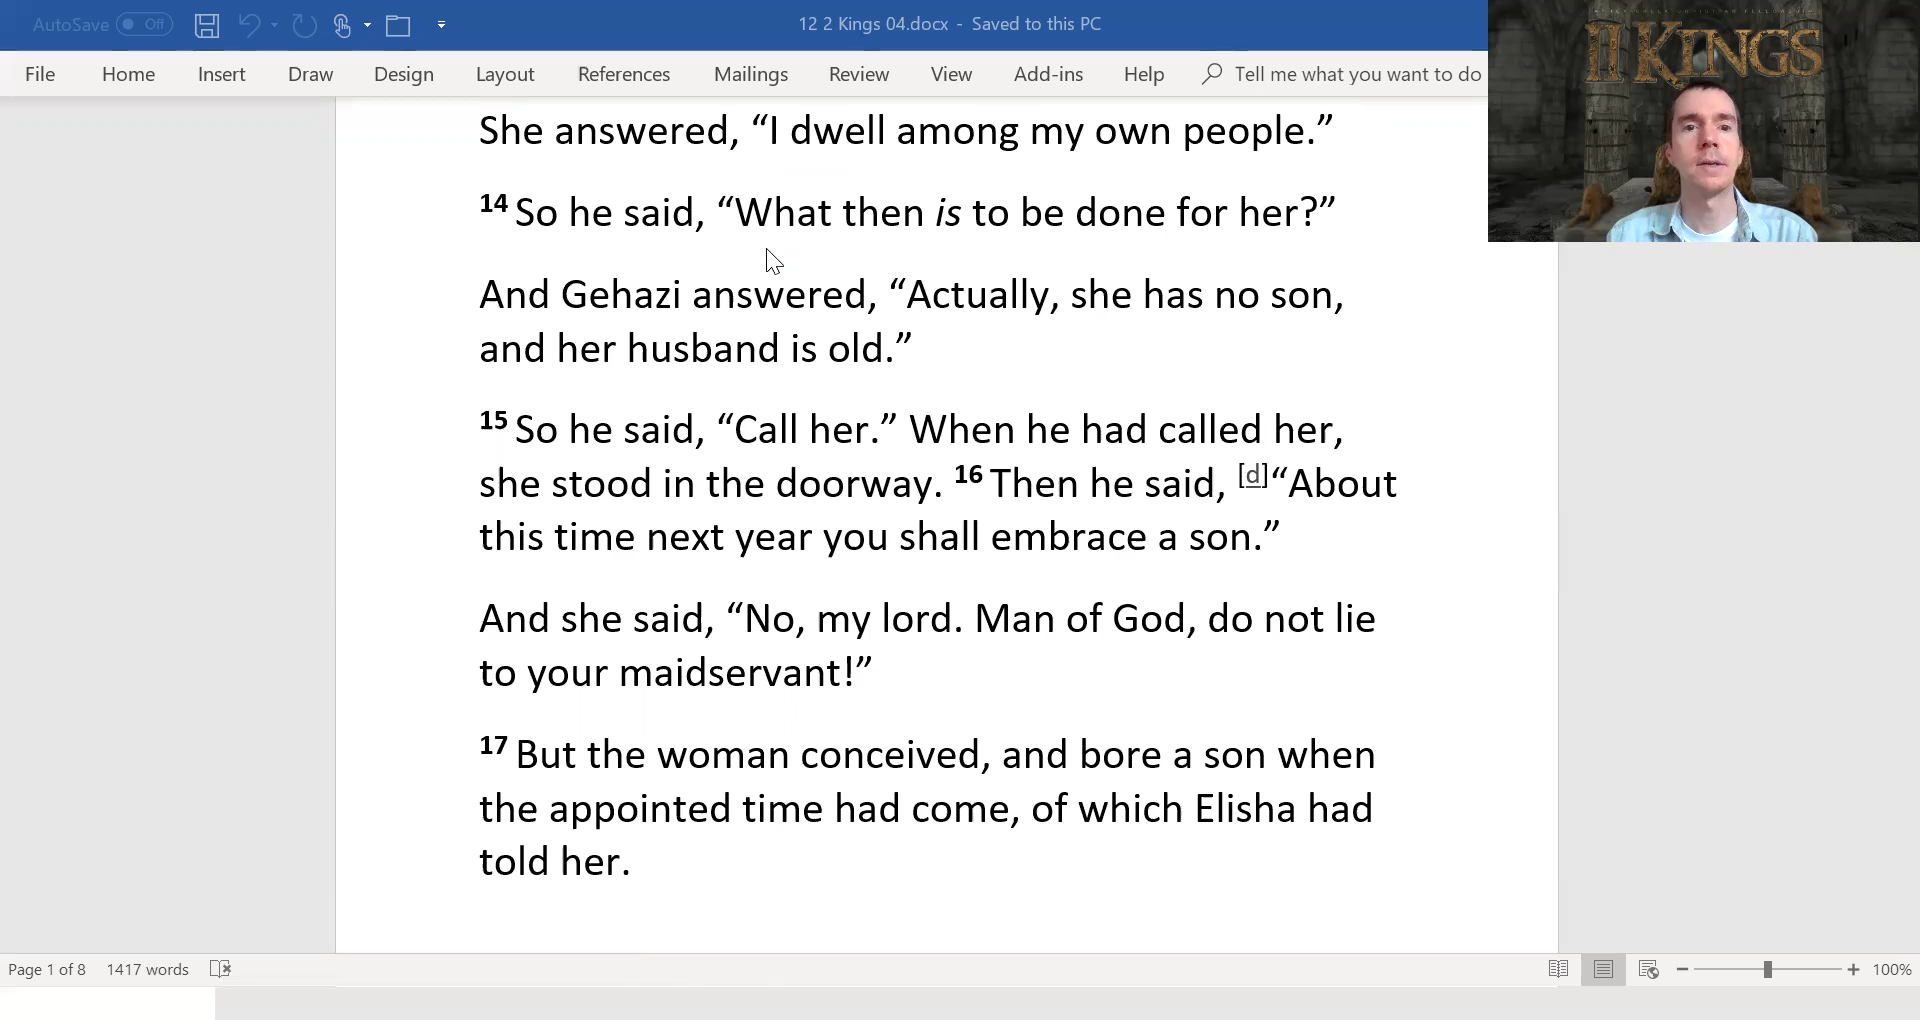 AutoSave Off 12 2 Kings 04.docx - Saved to this PC
II KINGS
File Home Insert Draw Design Layout References Mailings Review View Add-ins Help Tell me what you want to do
She answered, “I dwell among my own people.”
14 So he said, “What then is to be done for her?”
And Gehazi answered, “Actually, she has no son,
and her husband is old.”
15 So he said, “Call her.” When he had called her,
she stood in the doorway. 16 Then he said, [d]“About
this time next year you shall embrace a son.”
And she said, “No, my lord. Man of God, do not lie
to your maidservant!”
17 But the woman conceived, and bore a son when
the appointed time had come, of which Elisha had
told her.
Page 1 of 8 1417 words 100%